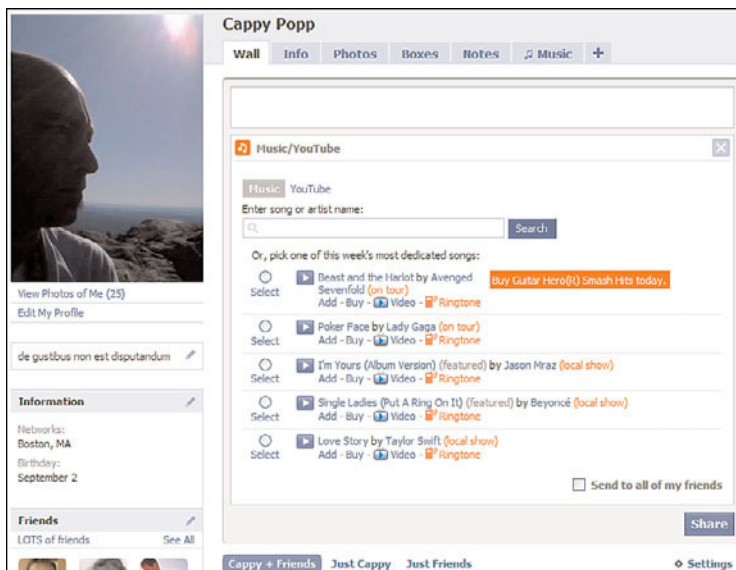 Cappy Popp
Wall Info Photos Boxes Notes Music +
Music/YouTube
Music YouTube
Enter song or artist name:
Search
Or, pick one of this week's most dedicated songs:
Select
Beast and the Harlot by Avenged
Sevenfold (on tour)
Add - Buy - Video - Ringtone
Buy Guitar Hero(R) Smash Hits today.
Select
Poker Face by Lady Gaga (on tour)
Add - Buy - Video - Ringtone
Select
I'm Yours (Album Version) (featured) by Jason Mraz (local show)
Add - Buy - Video - Ringtone
Select
Single Ladies (Put A Ring On It) (featured) by Beyoncé (local show)
Add - Buy - Video - Ringtone
Select
Love Story by Taylor Swift (local show)
Add - Buy - Video - Ringtone
Send to all of my friends
Share
Cappy + Friends Just Cappy Just Friends Settings
View Photos of Me (25)
Edit My Profile
de gustibus non est disputandum
Information
Networks:
Boston, MA
Birthday:
September 2
Friends
LOTS of friends See All